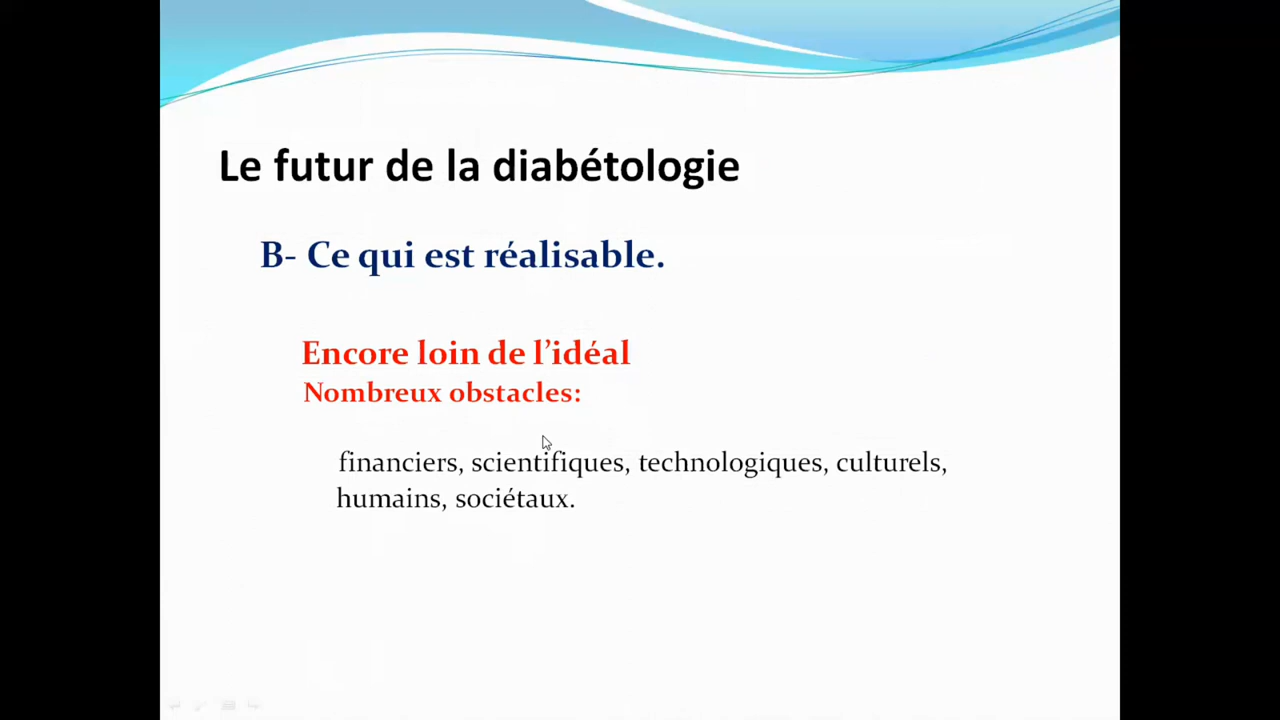 Le futur de la diabétologie
B- Ce qui est réalisable.
Encore loin de l’idéal
Nombreux obstacles:
financiers, scientifiques, technologiques, culturels,
humains, sociétaux.